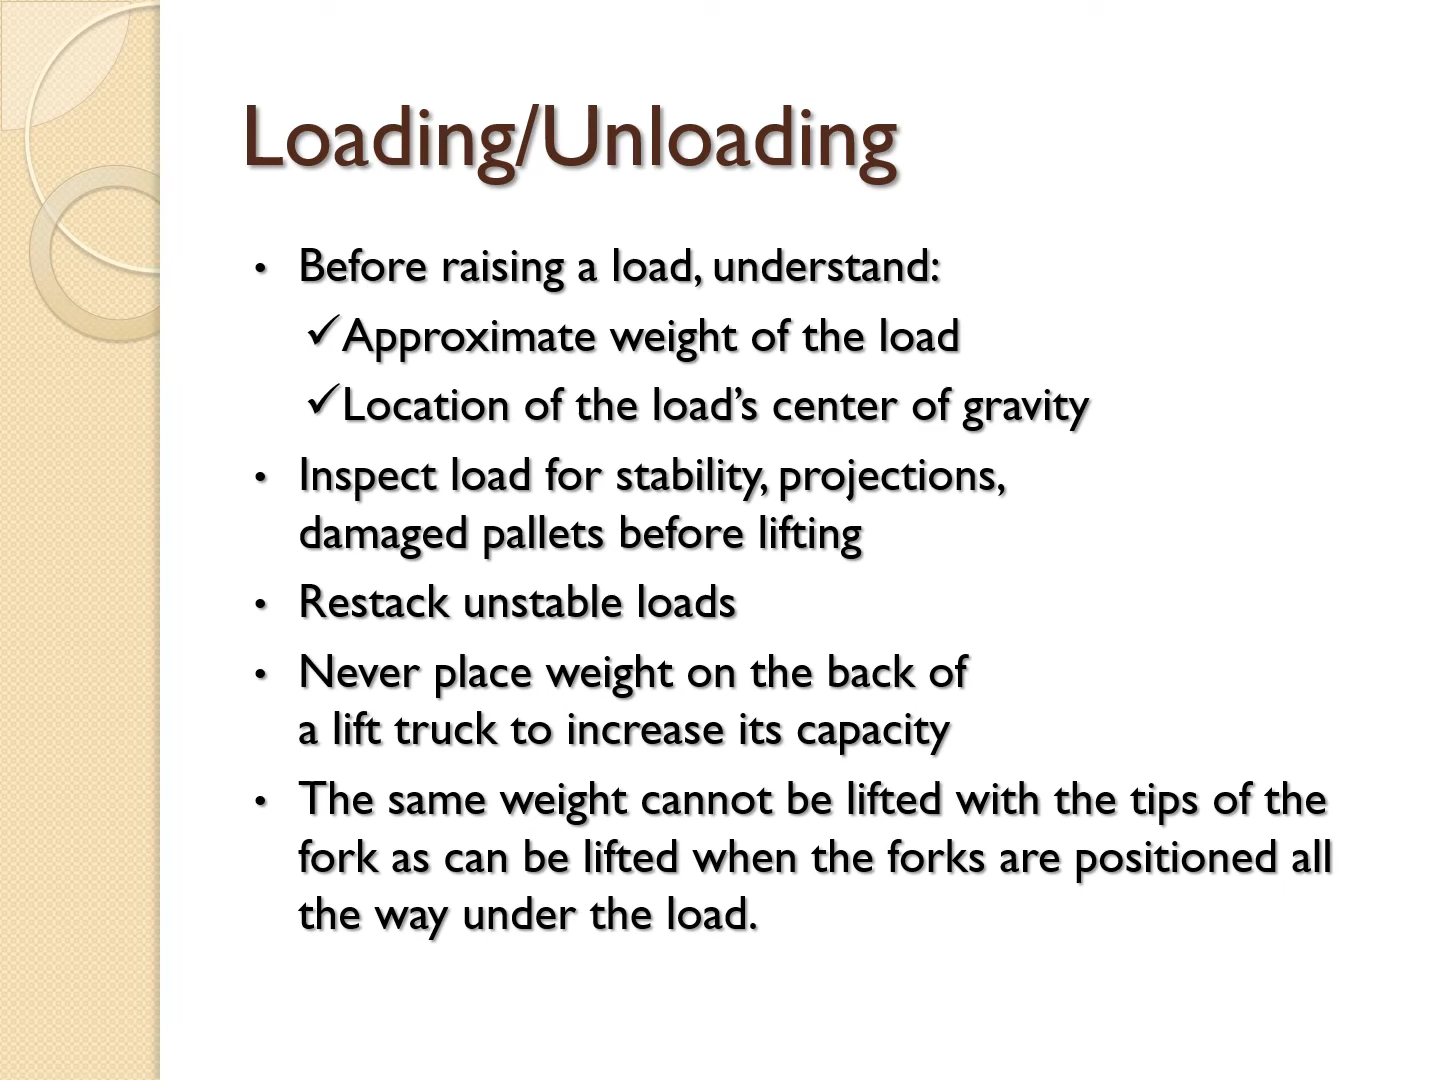 Loading/Unloading
• Before raising a load, understand:
✓Approximate weight of the load
✓Location of the load’s center of gravity
• Inspect load for stability, projections,
damaged pallets before lifting
• Restack unstable loads
• Never place weight on the back of
a lift truck to increase its capacity
• The same weight cannot be lifted with the tips of the
fork as can be lifted when the forks are positioned all
the way under the load.